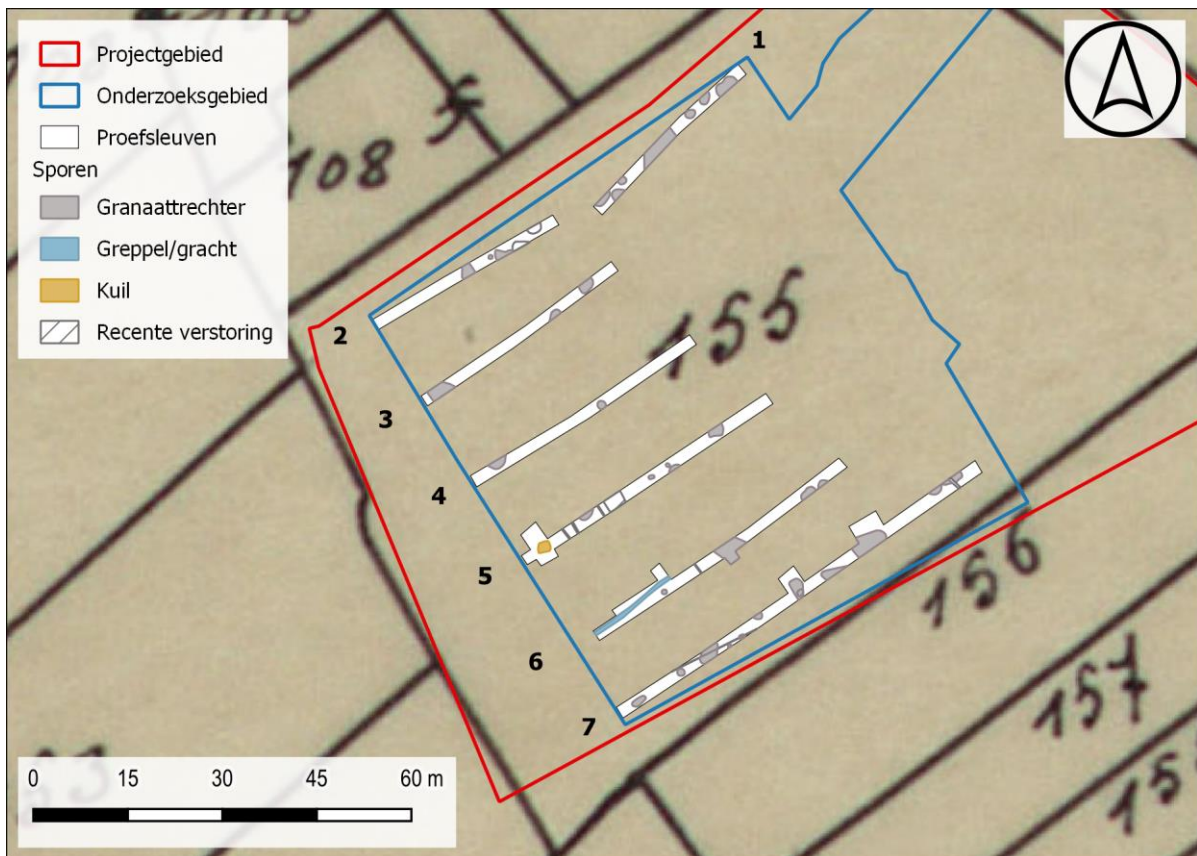 Projectgebied
Onderzoeksgebied
Proefsleuven
Sporen
Granaattrechter
Greppel/gracht
Kuil
Recente verstoring
1
108
155
2
3
4
5
156
6
157
7
0 15 30 45 60 m